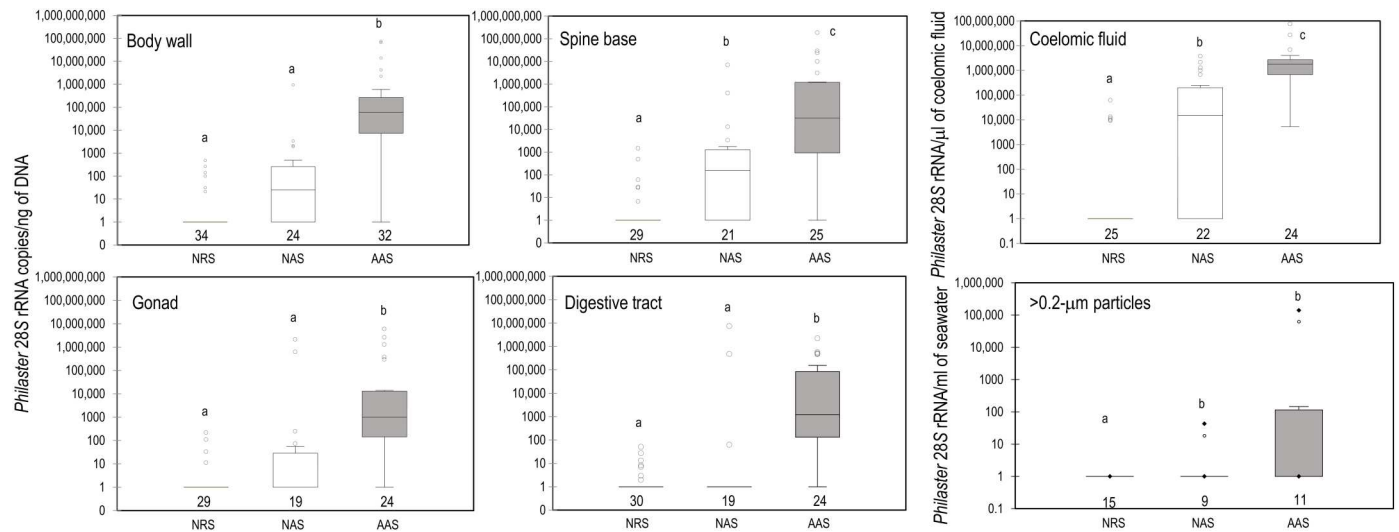 Philaster 28S rRNA copies/ng of DNA
Body wall
1,000,000,000
100,000,000
10,000,000
1,000,000
100,000
10,000
1000
100
10
1
0
a
a
b
34
24
32
NRS
NAS
AAS
Spine base
1,000,000,000
100,000,000
10,000,000
1,000,000
100,000
10,000
1000
100
10
1
0
a
b
c
29
21
25
NRS
NAS
AAS
Philaster 28S rRNA/μl of coelomic fluid
Coelomic fluid
100,000,000
10,000,000
1,000,000
100,000
10,000
1000
100
10
1
0.1
a
b
c
25
22
24
NRS
NAS
AAS
Gonad
1,000,000,000
100,000,000
10,000,000
1,000,000
100,000
10,000
1000
100
10
1
0
a
a
b
29
19
24
NRS
NAS
AAS
Digestive tract
1,000,000,000
100,000,000
10,000,000
1,000,000
100,000
10,000
1000
100
10
1
0
a
a
b
30
19
24
NRS
NAS
AAS
Philaster 28S rRNA/ml of seawater
>0.2-μm particles
1,000,000
100,000
10,000
1000
100
10
1
0.1
a
b
b
15
9
11
NRS
NAS
AAS